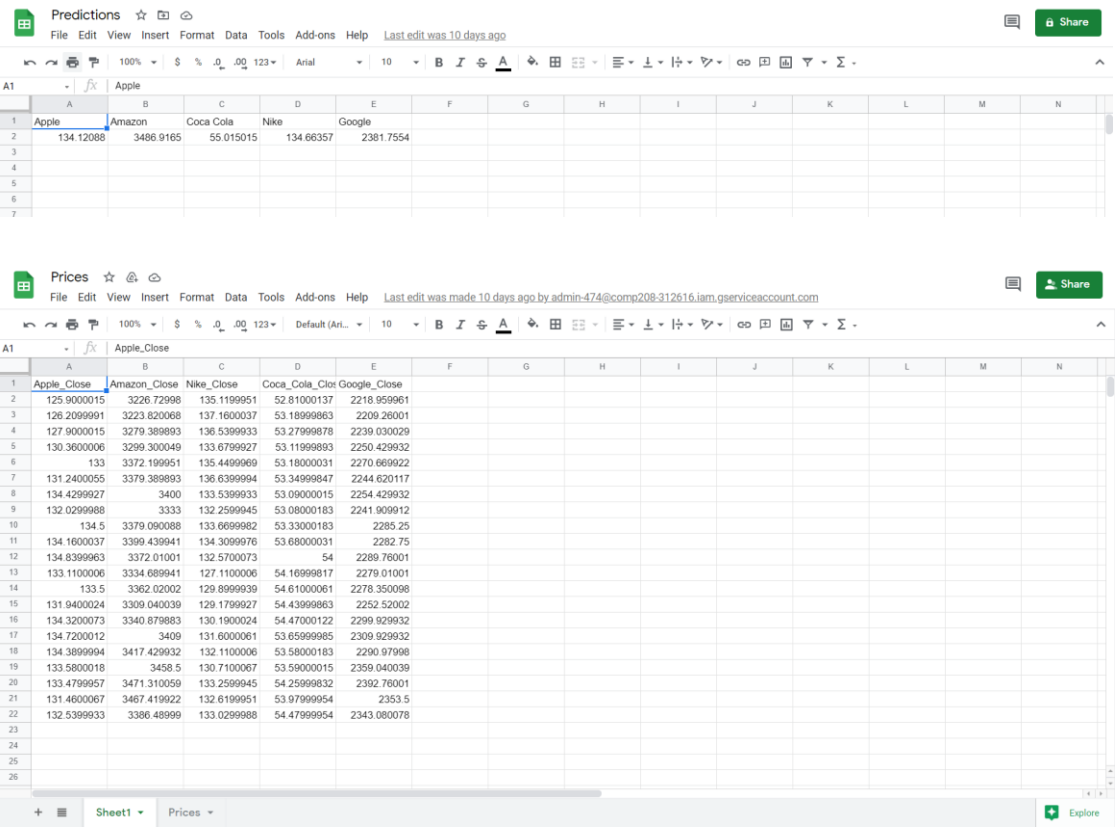 Predictions
File Edit View Insert Format Data Tools Add-ons Help Last edit was 10 days ago
Share
100% $ % .0 .00 123 Arial 10 B I S A
A1 fx Apple
A B C D E F G H I J K L M N
1 Apple Amazon Coca Cola Nike Google
2 134.12088 3486.9165 55.015015 134.66357 2381.7554
3
4
5
6
7
Prices
File Edit View Insert Format Data Tools Add-ons Help Last edit was made 10 days ago by admin-474@comp208-312616.iam.gserviceaccount.com
Share
100% $ % .0 .00 123 Default (Ari... 10 B I S A
A1 fx Apple_Close
A B C D E F G H I J K L M N
1 Apple_Close Amazon_Close Nike_Close Coca_Cola_Clos Google_Close
2 125.9000015 3226.72998 135.1199951 52.81000137 2218.959961
3 126.2099991 3223.820068 137.1600037 53.18999863 2209.26001
4 127.9000015 3279.389893 136.5399933 53.27999878 2239.030029
5 130.3600006 3299.300049 133.6799927 53.11999893 2250.429932
6 133 3372.199951 135.4499969 53.18000031 2270.669922
7 131.2400055 3379.389893 136.6399994 53.34999847 2244.620117
8 134.4299927 3400 133.5399933 53.09000015 2254.429932
9 132.0299988 3333 132.2599945 53.08000183 2241.909912
10 134.5 3379.090088 133.6699982 53.33000183 2285.25
11 134.1600037 3399.439941 134.3099976 53.68000031 2282.75
12 134.8399963 3372.01001 132.5700073 54 2289.76001
13 133.1100006 3334.689941 127.1100006 54.16999817 2279.01001
14 133.5 3362.02002 129.8999939 54.61000061 2278.350098
15 131.9400024 3309.040039 129.1799927 54.43999863 2252.52002
16 134.3200073 3340.879883 130.1900024 54.47000122 2299.929932
17 134.7200012 3409 131.6000061 53.65999985 2309.929932
18 134.3899994 3417.429932 132.1100006 53.58000183 2290.97998
19 133.5800018 3458.5 130.7100067 53.59000015 2359.040039
20 133.4799957 3471.310059 133.2599945 54.25999832 2392.76001
21 131.4600067 3467.419922 132.6199951 53.97999954 2353.5
22 132.5399933 3386.48999 133.0299988 54.47999954 2343.080078
23
24
25
26
Sheet1 Prices Explore